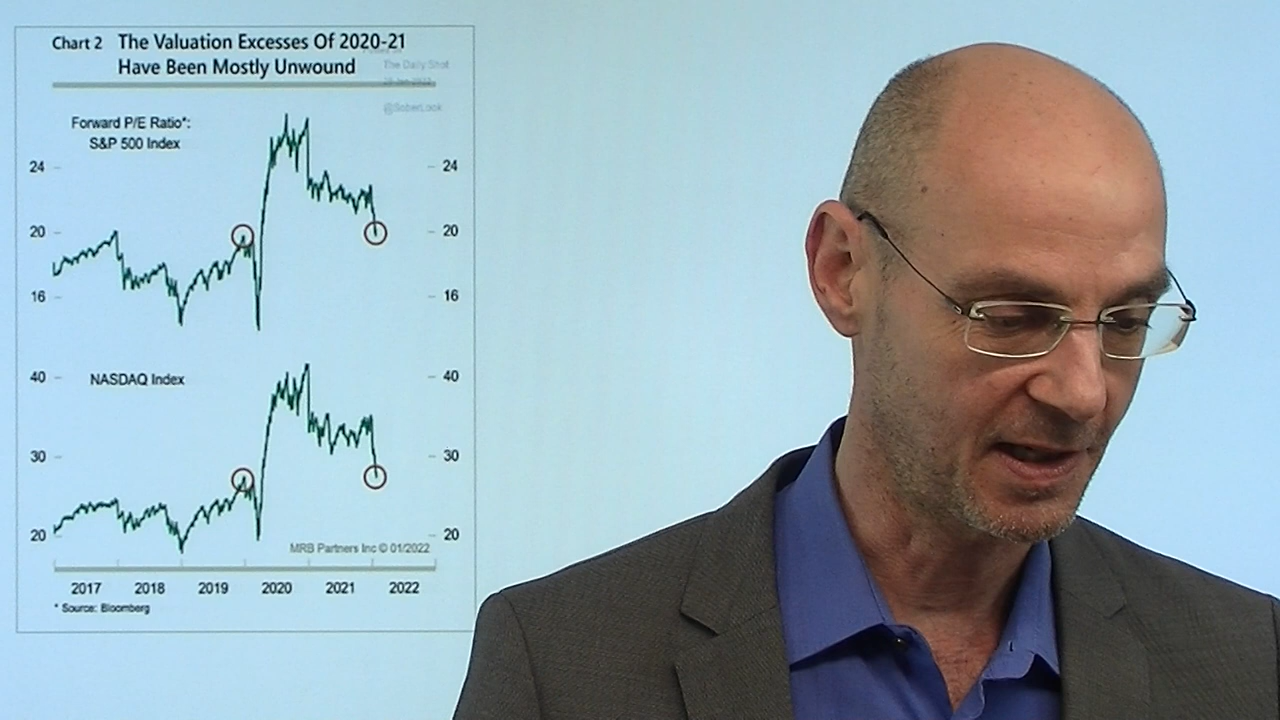 Chart 2 The Valuation Excesses Of 2020-21
Have Been Mostly Unwound
The Daily Shot
@SoberLook
Forward P/E Ratio*:
S&P 500 Index
24 24
20 20
16 16
NASDAQ Index
40 40
30 30
20 20
MRB Partners Inc © 01/2022
2017 2018 2019 2020 2021 2022
* Source: Bloomberg